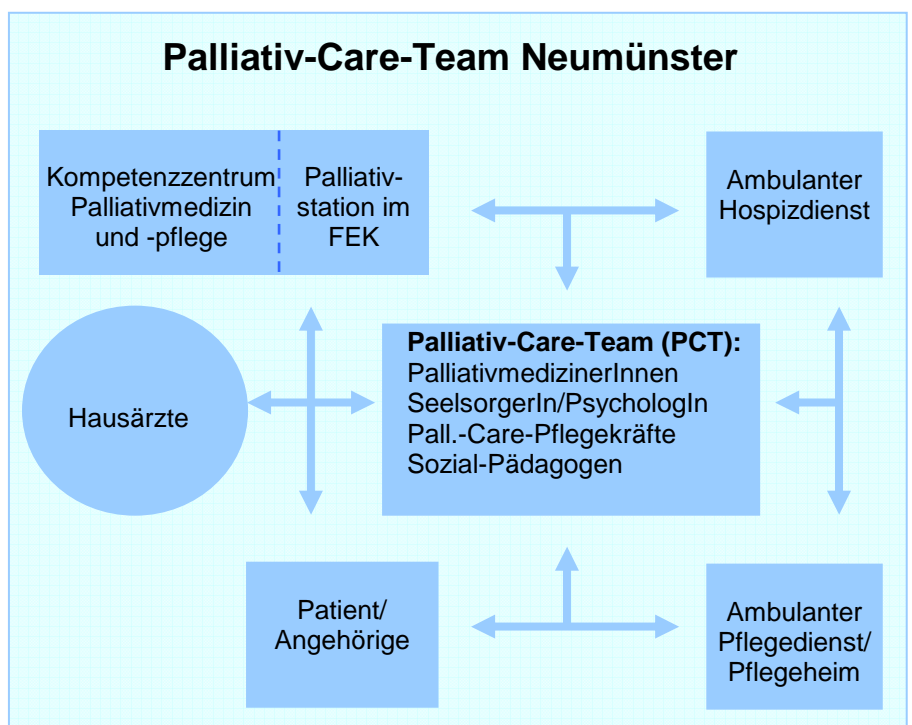 Palliativ-Care-Team Neumünster
Kompetenzzentrum
Palliativmedizin
und -pflege
Palliativ-
station im
FEK
Ambulanter
Hospizdienst
Hausärzte
Palliativ-Care-Team (PCT):
PalliativmedizinerInnen
SeelsorgerIn/PsychologIn
Pall.-Care-Pflegekräfte
Sozial-Pädagogen
Patient/
Angehörige
Ambulanter
Pflegedienst/
Pflegeheim